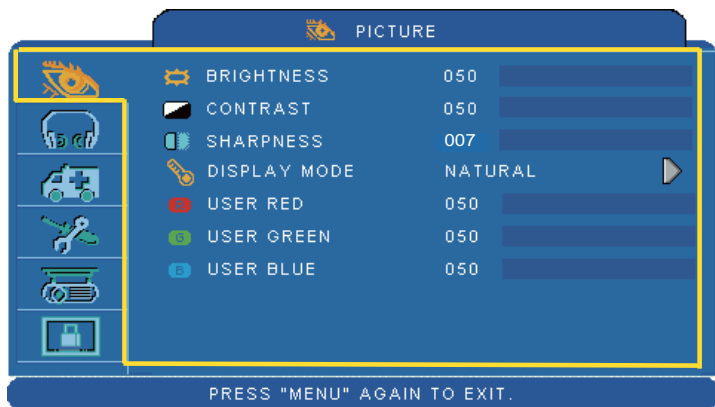 PICTURE
BRIGHTNESS 050
CONTRAST 050
SHARPNESS 007
DISPLAY MODE NATURAL
R USER RED 050
G USER GREEN 050
B USER BLUE 050
PRESS "MENU" AGAIN TO EXIT.